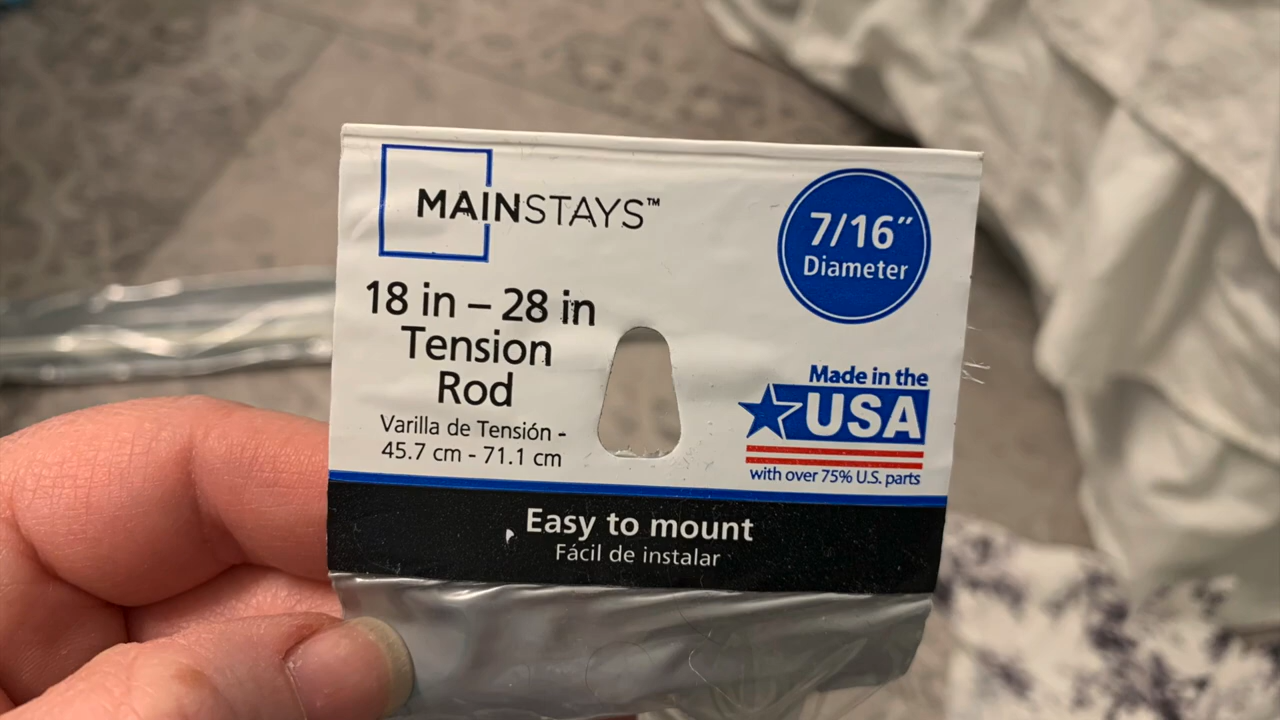 MAINSTAYS™
7/16"
Diameter
18 in – 28 in
Tension
Rod
Varilla de Tensión -
45.7 cm - 71.1 cm
Made in the
USA
with over 75% U.S. parts
Easy to mount
Fácil de instalar